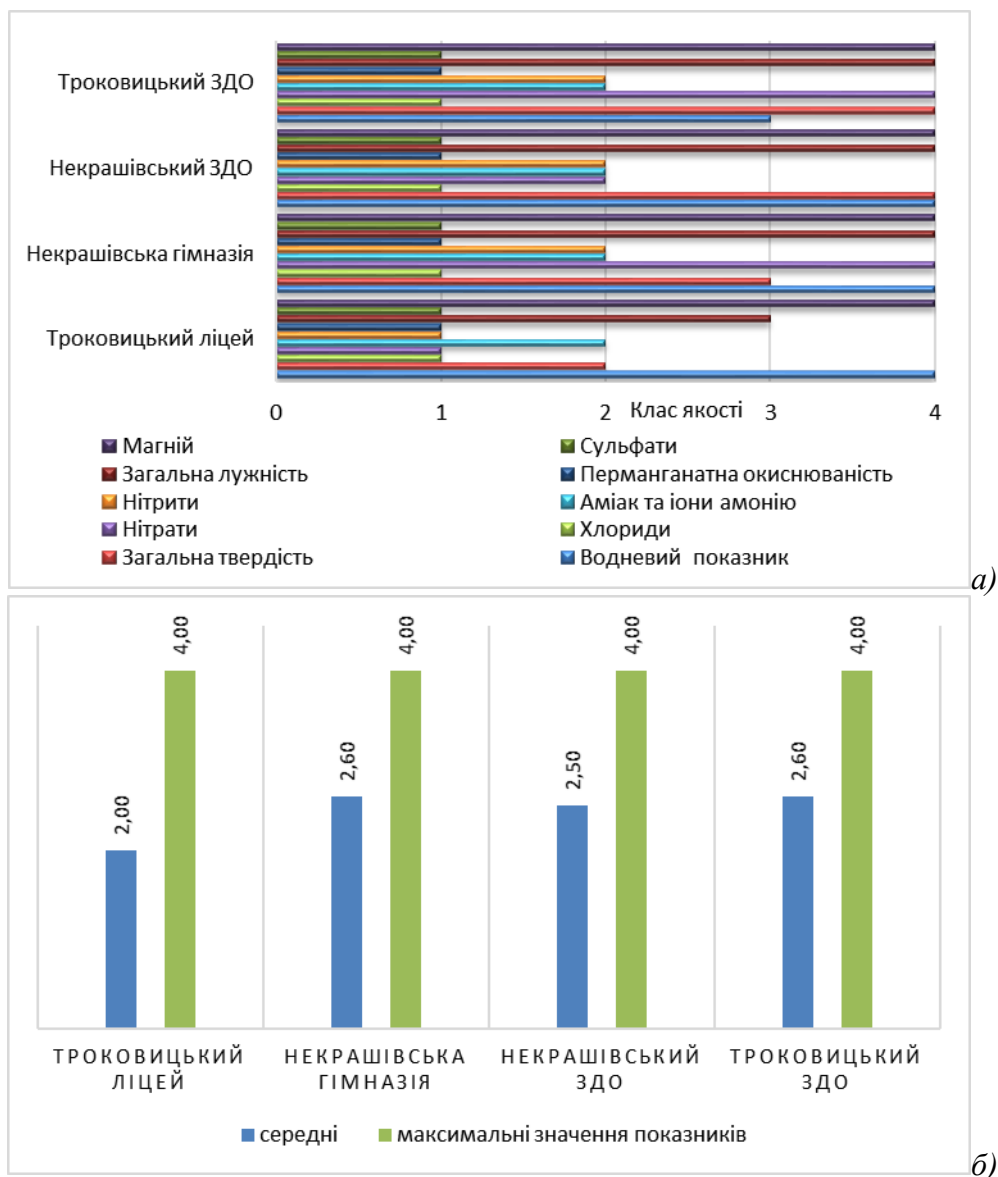 Троковицький ЗДО
Некрашівський ЗДО
Некрашівська гімназія
Троковицький ліцей
0 1 2 Клас якості 3 4
Магній Сульфати
Загальна лужність Перманганатна окиснюваність
Нітрити Аміак та іони амонію
Нітрати Хлориди
Загальна твердість Водневий показник
а)
2,00 4,00 2,60 4,00 2,50 4,00 2,60 4,00
ТРОКОВИЦЬКИЙ НЕКРАШІВСЬКА НЕКРАШІВСЬКИЙ ТРОКОВИЦЬКИЙ
ЛІЦЕЙ ГІМНАЗІЯ ЗДО ЗДО
середні максимальні значення показників
б)